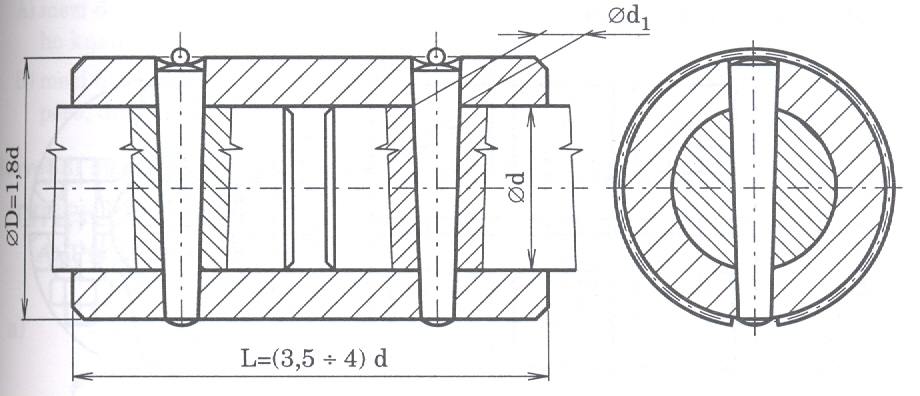 Ød₁
ØD=1,8d
Ød
L=(3,5 ÷ 4) d